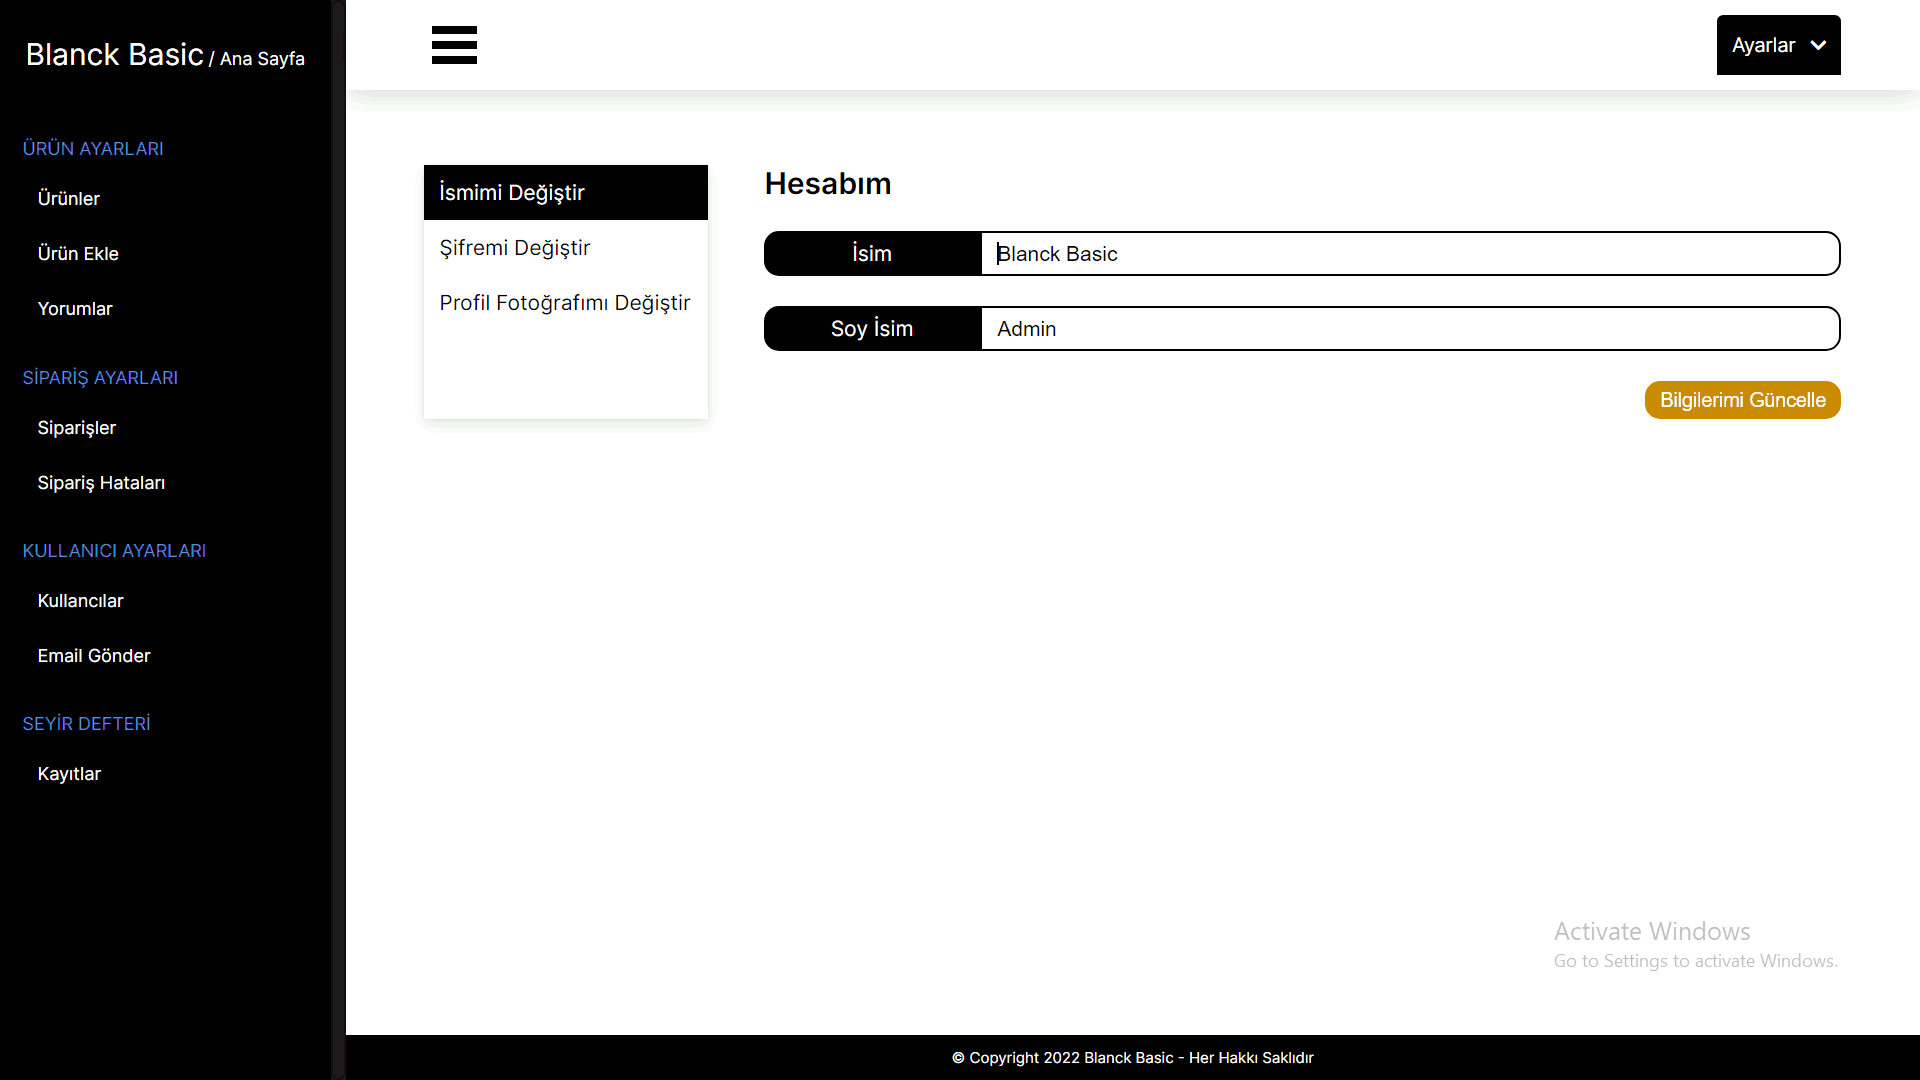 Blanck Basic / Ana Sayfa
ÜRÜN AYARLARI
Ürünler
Ürün Ekle
Yorumlar
SİPARİŞ AYARLARI
Siparişler
Sipariş Hataları
KULLANICI AYARLARI
Kullancılar
Email Gönder
SEYİR DEFTERİ
Kayıtlar
Ayarlar
İsmimi Değiştir
Şifremi Değiştir
Profil Fotoğrafımı Değiştir
Hesabım
İsim Blanck Basic
Soy İsim Admin
Bilgilerimi Güncelle
Activate Windows
Go to Settings to activate Windows.
© Copyright 2022 Blanck Basic - Her Hakkı Saklıdır